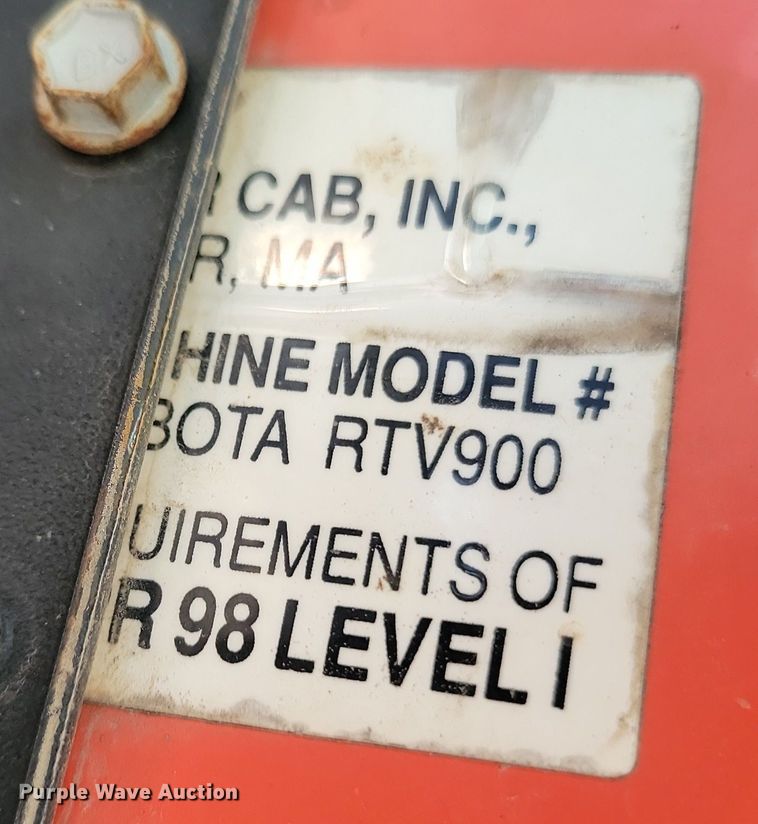 R CAB, INC.,
R, MA
HINE MODEL #
BOTA RTV900
UIREMENTS OF
R 98 LEVEL I
Purple Wave Auction